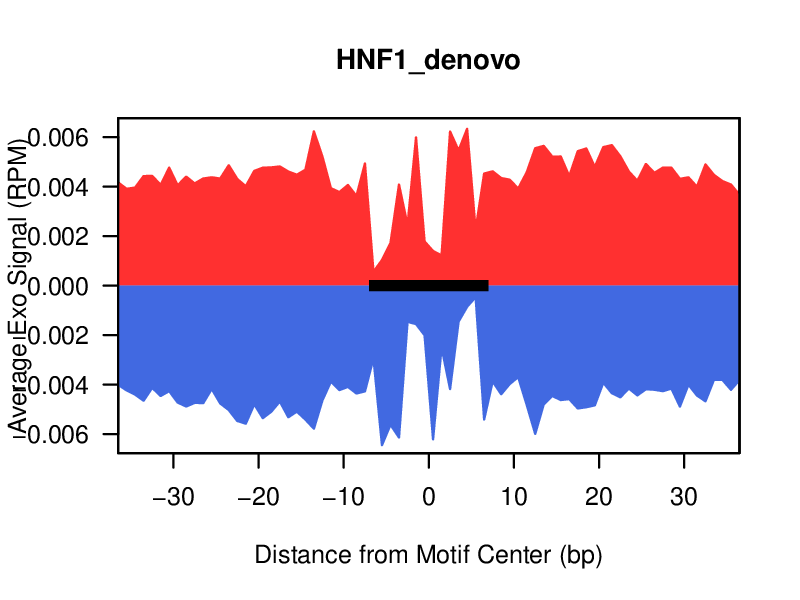 HNF1_denovo
Average Exo Signal (RPM)
0.006
0.004
0.002
0.000
0.002
0.004
0.006
−30 −20 −10 0 10 20 30
Distance from Motif Center (bp)